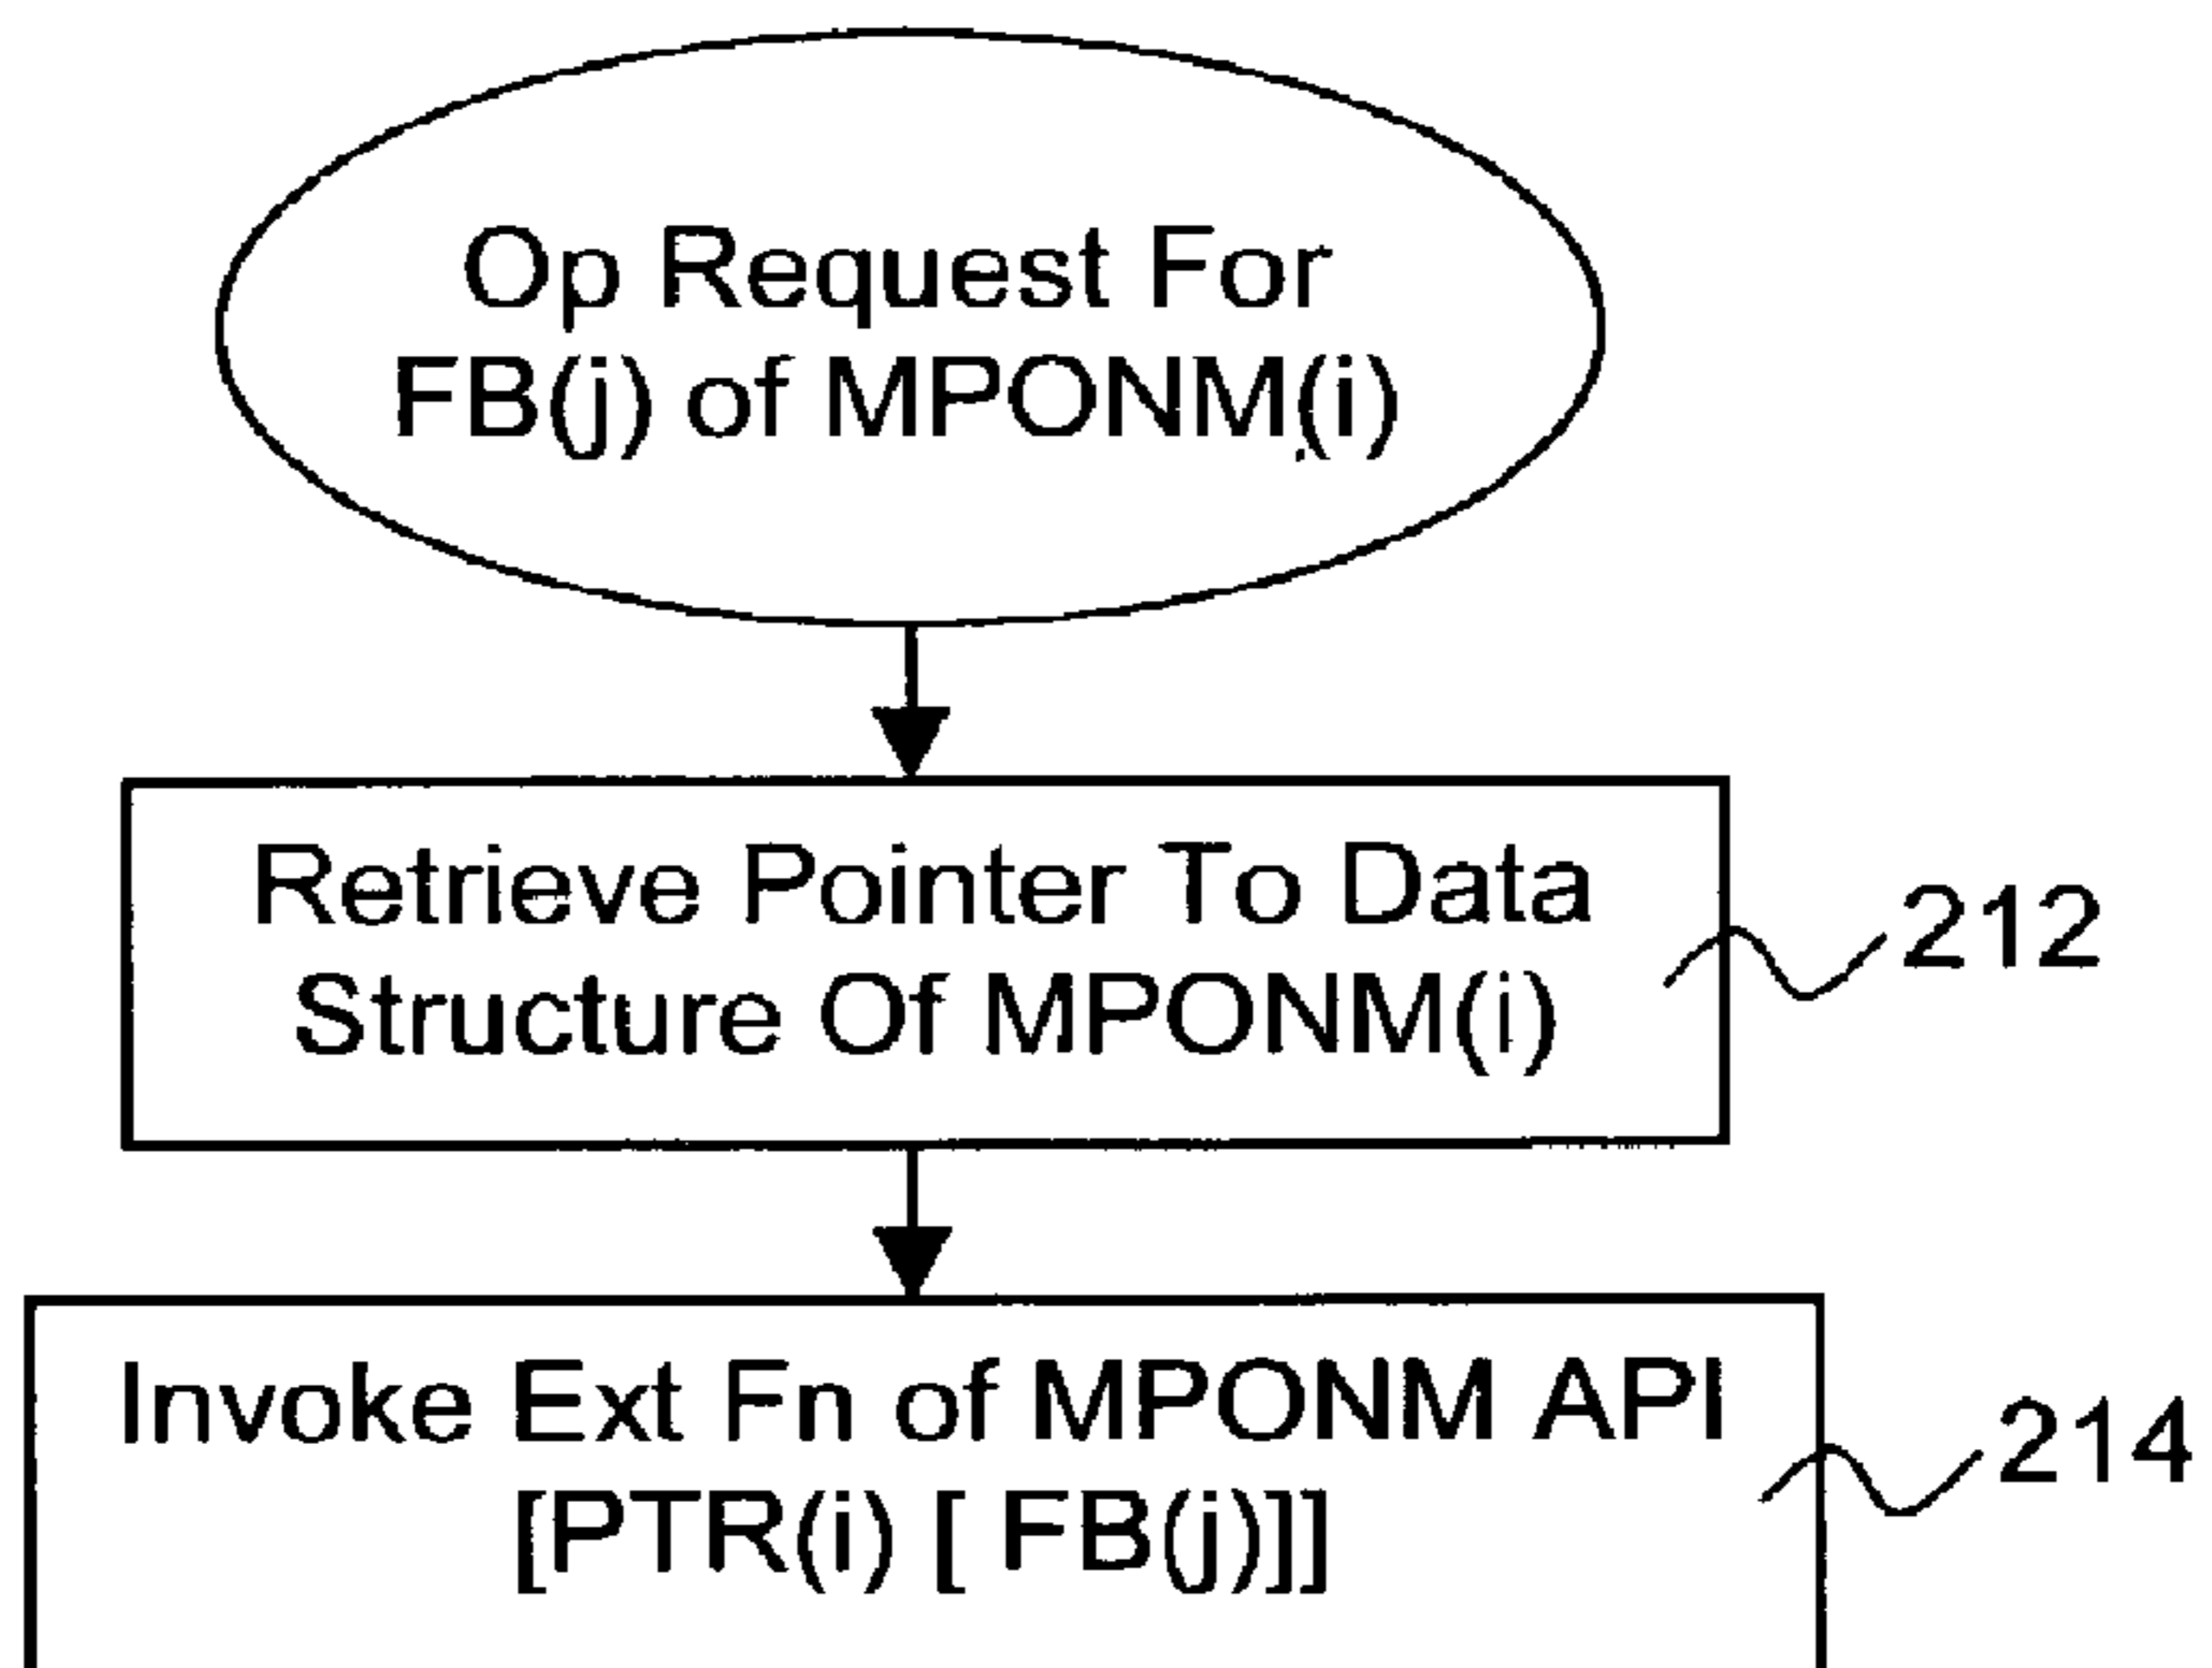 Op Request For
FB(j) of MPONM(i)
Retrieve Pointer To Data
Structure Of MPONM(i)
212
Invoke Ext Fn of MPONM API
[PTR(i) [ FB(j)]]
214